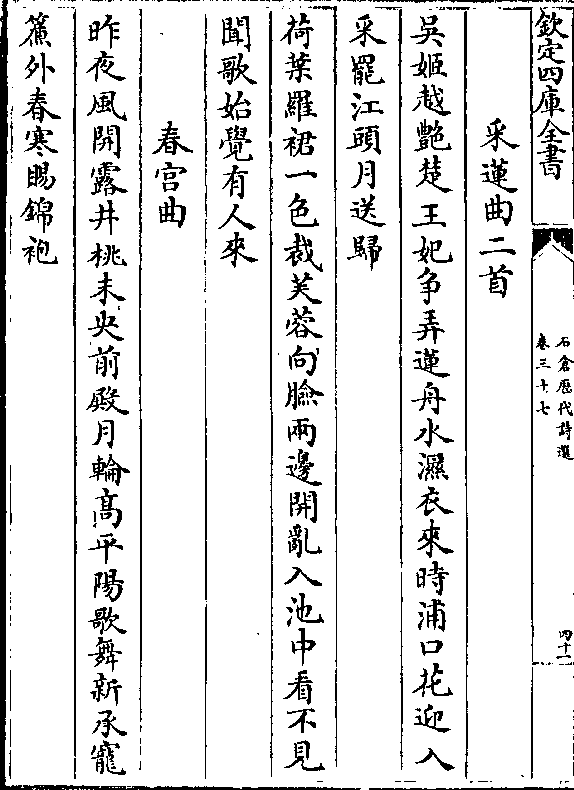 欽定四庫全書
石倉歷代詩選
卷三十七
四十一
采蓮曲二首
吳姬越艷楚王妃争弄蓮舟水濕衣來時浦口花迎入
采罷江頭月送歸
荷葉羅裙一色裁芙蓉向臉兩邊開亂入池中看不見
聞歌始覺有人來
春宫曲
昨夜風開露井桃未央前殿月輪髙平陽歌舞新承寵
簾外春寒賜錦袍